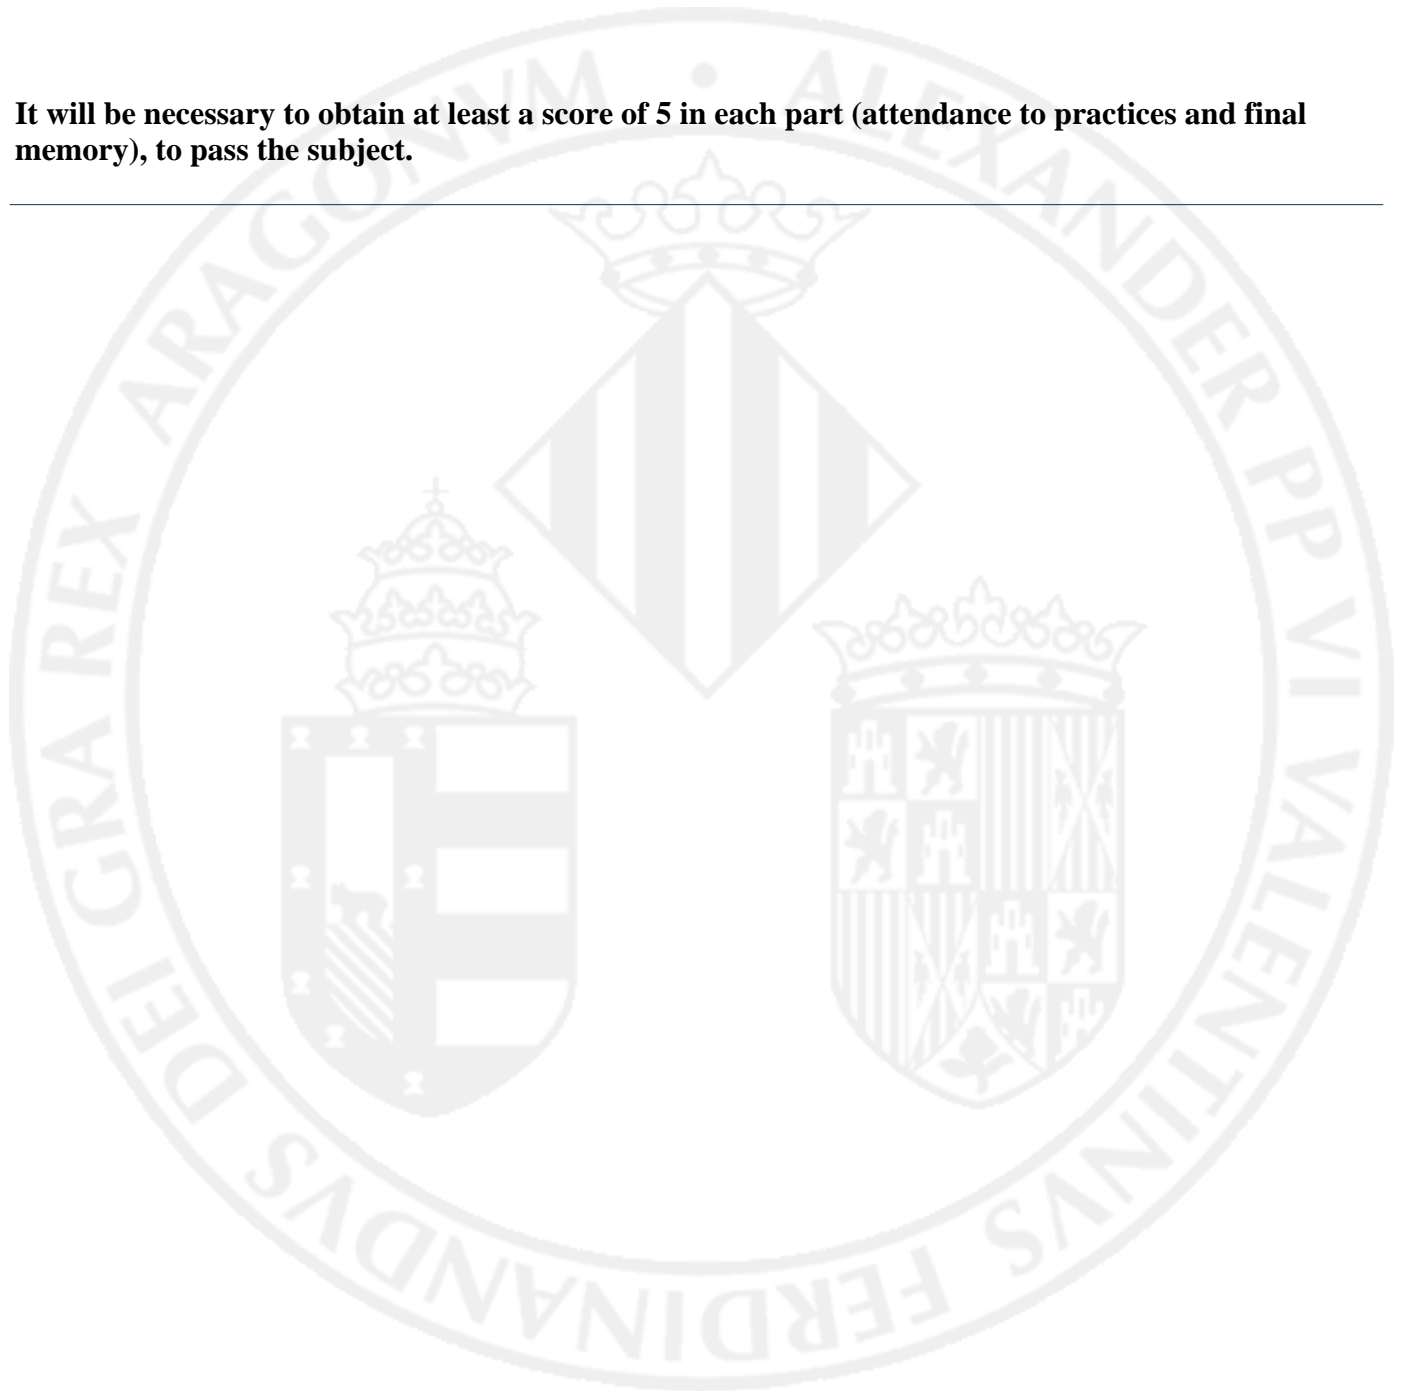 It will be necessary to obtain at least a score of 5 in each part (attendance to practices and final
memory), to pass the subject.
ALEXANDER PP VI VALENTINVS FERDINANDVS DEI GRA REX ARAGONVM